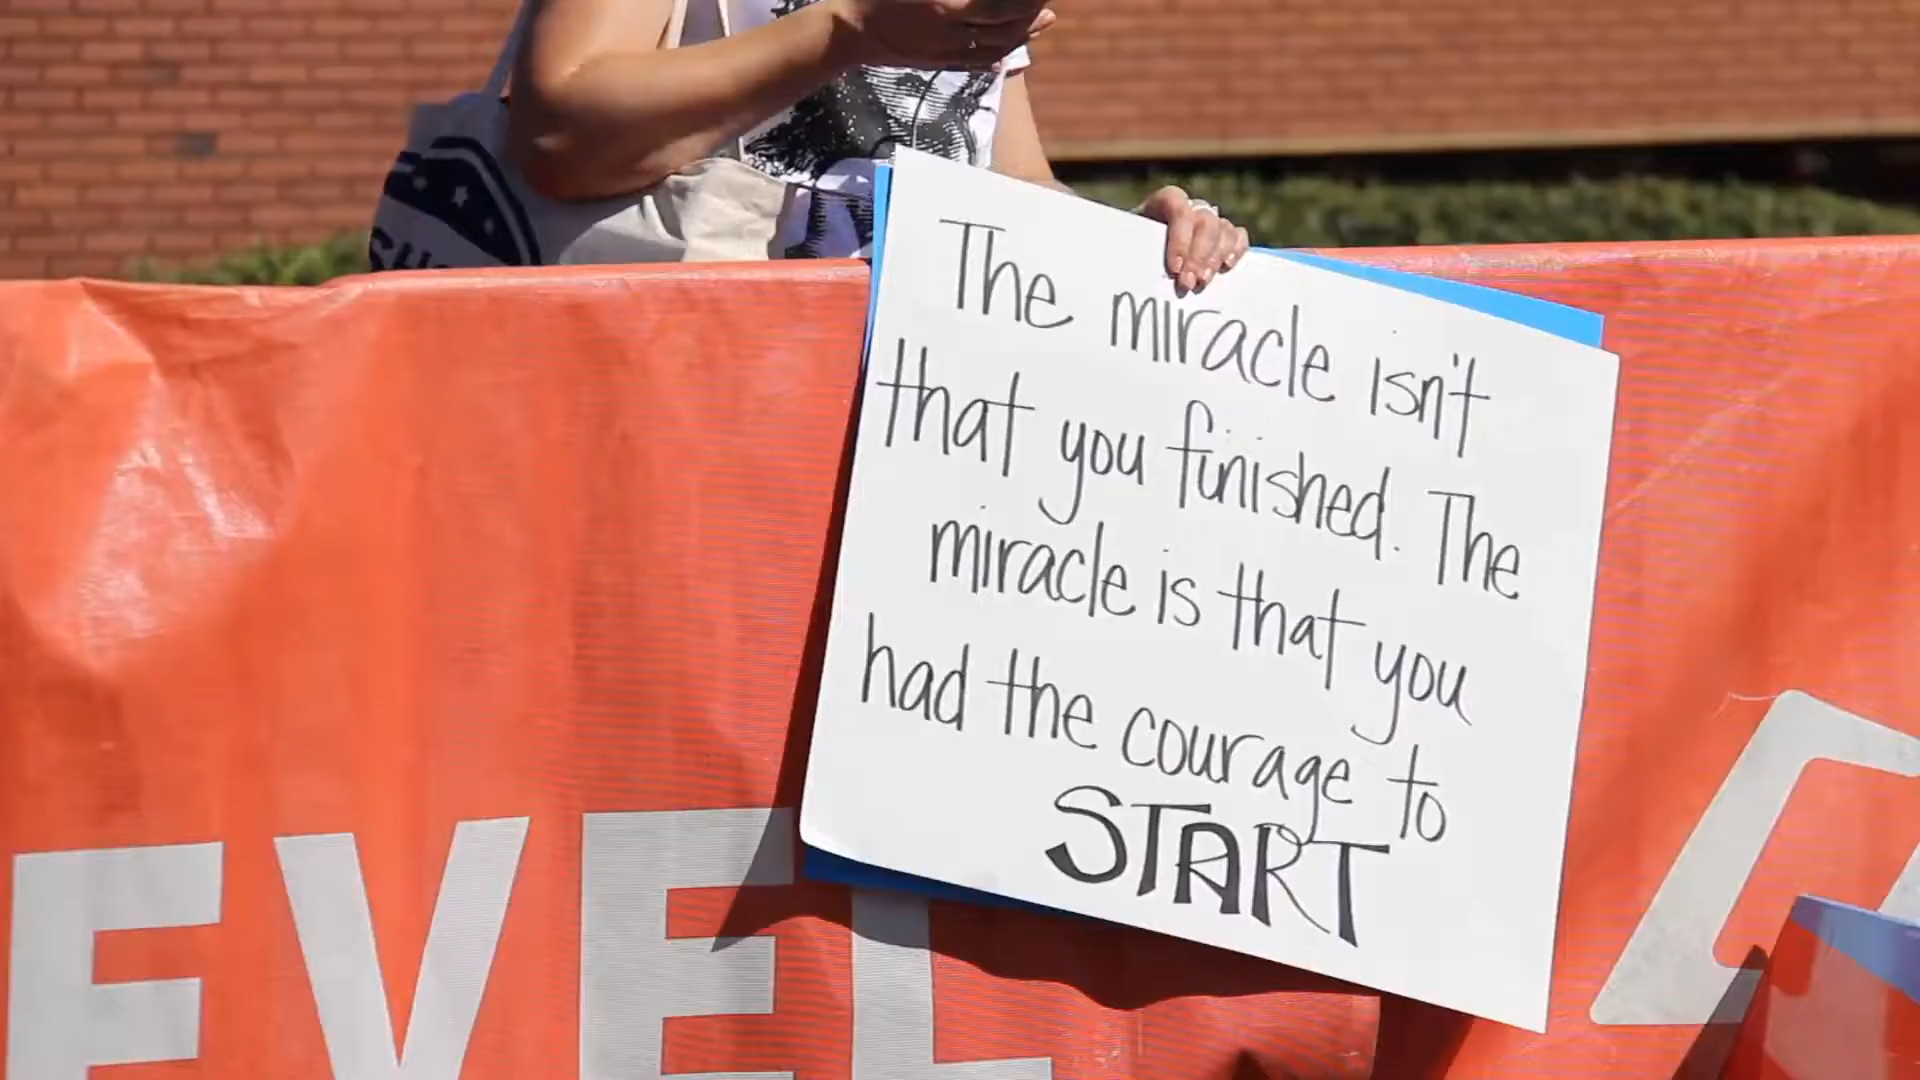 The miracle isn't
that you finished. The
miracle is that you
had the courage to
START
EVEL